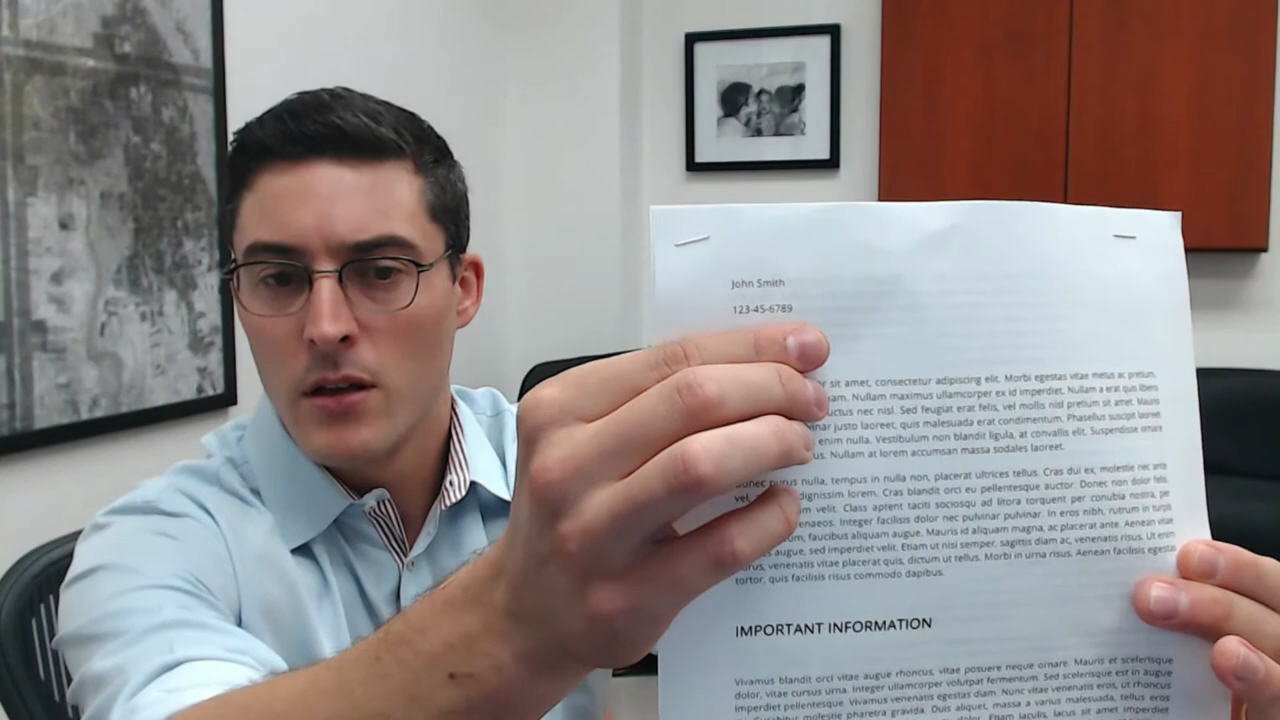 John Smith
123-45-6789
sit amet, consectetur adipiscing elit. Morbi egestas vitae metus ac pretium.
Nullam maximus ullamcorper ex id imperdiet. Nullam a erat quis libero
luctus nec nisl. Sed feugiat erat felis, vel mollis nisl pretium sit amet. Mauris
justo laoreet, quis malesuada erat condimentum. Phasellus suscipit laoreet
enim nulla. Vestibulum non blandit ligula, at convallis elit. Suspendisse ornare
Nullam at lorem accumsan massa sodales laoreet.
Donec purus nulla, tempus in nulla non, placerat ultrices tellus. Cras dui ex, molestie nec ante
vel, dignissim lorem. Cras blandit orci eu pellentesque auctor. Donec non dolor felis.
velit. Class aptent taciti sociosqu ad litora torquent per conubia nostra, per
Integer facilisis dolor nec pulvinar pulvinar. In eros nibh, rutrum in turpis
faucibus aliquam augue. Mauris id aliquam magna, ac placerat ante. Aenean vitae
augue, sed imperdiet velit. Etiam ut nisi semper, sagittis diam ac, venenatis risus. Ut enim
venenatis vitae placerat quis, dictum ut tellus. Morbi in urna risus. Aenean facilisis egestas
tortor, quis facilisis risus commodo dapibus.
IMPORTANT INFORMATION
Vivamus blandit orci vitae augue rhoncus, vitae posuere neque ornare. Mauris et scelerisque
dolor, vitae cursus urna. Integer ullamcorper volutpat fermentum. Sed scelerisque est in augue
imperdiet pellentesque. Vivamus venenatis egestas diam. Nunc vitae venenatis eros, ut rhoncus
molestie pharetra gravida. Duis aliquet, massa a varius malesuada, tellus eros
Etiam iaculis, lacus sit amet imperdiet